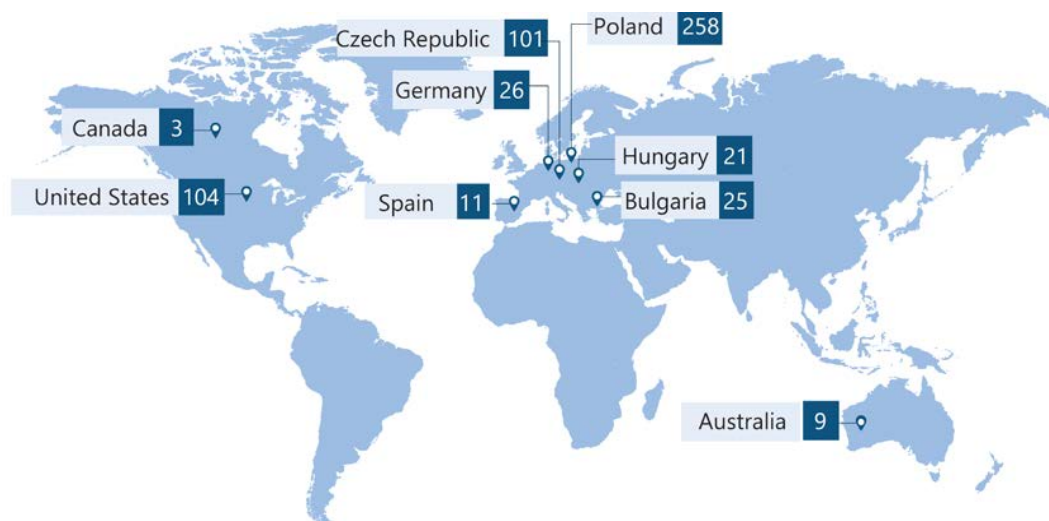 Poland 258
Czech Republic 101
Germany 26
Canada 3
Hungary 21
United States 104
Spain 11
Bulgaria 25
Australia 9